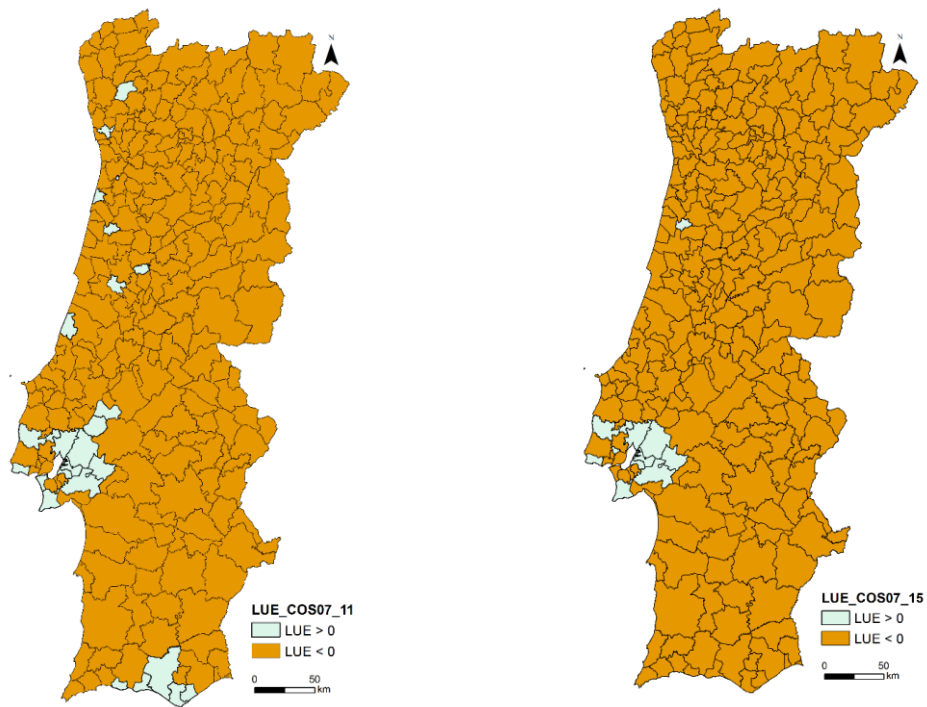 N
LUE_COS07_11
LUE > 0
LUE < 0
0 50
km
N
LUE_COS07_15
LUE > 0
LUE < 0
0 50
km